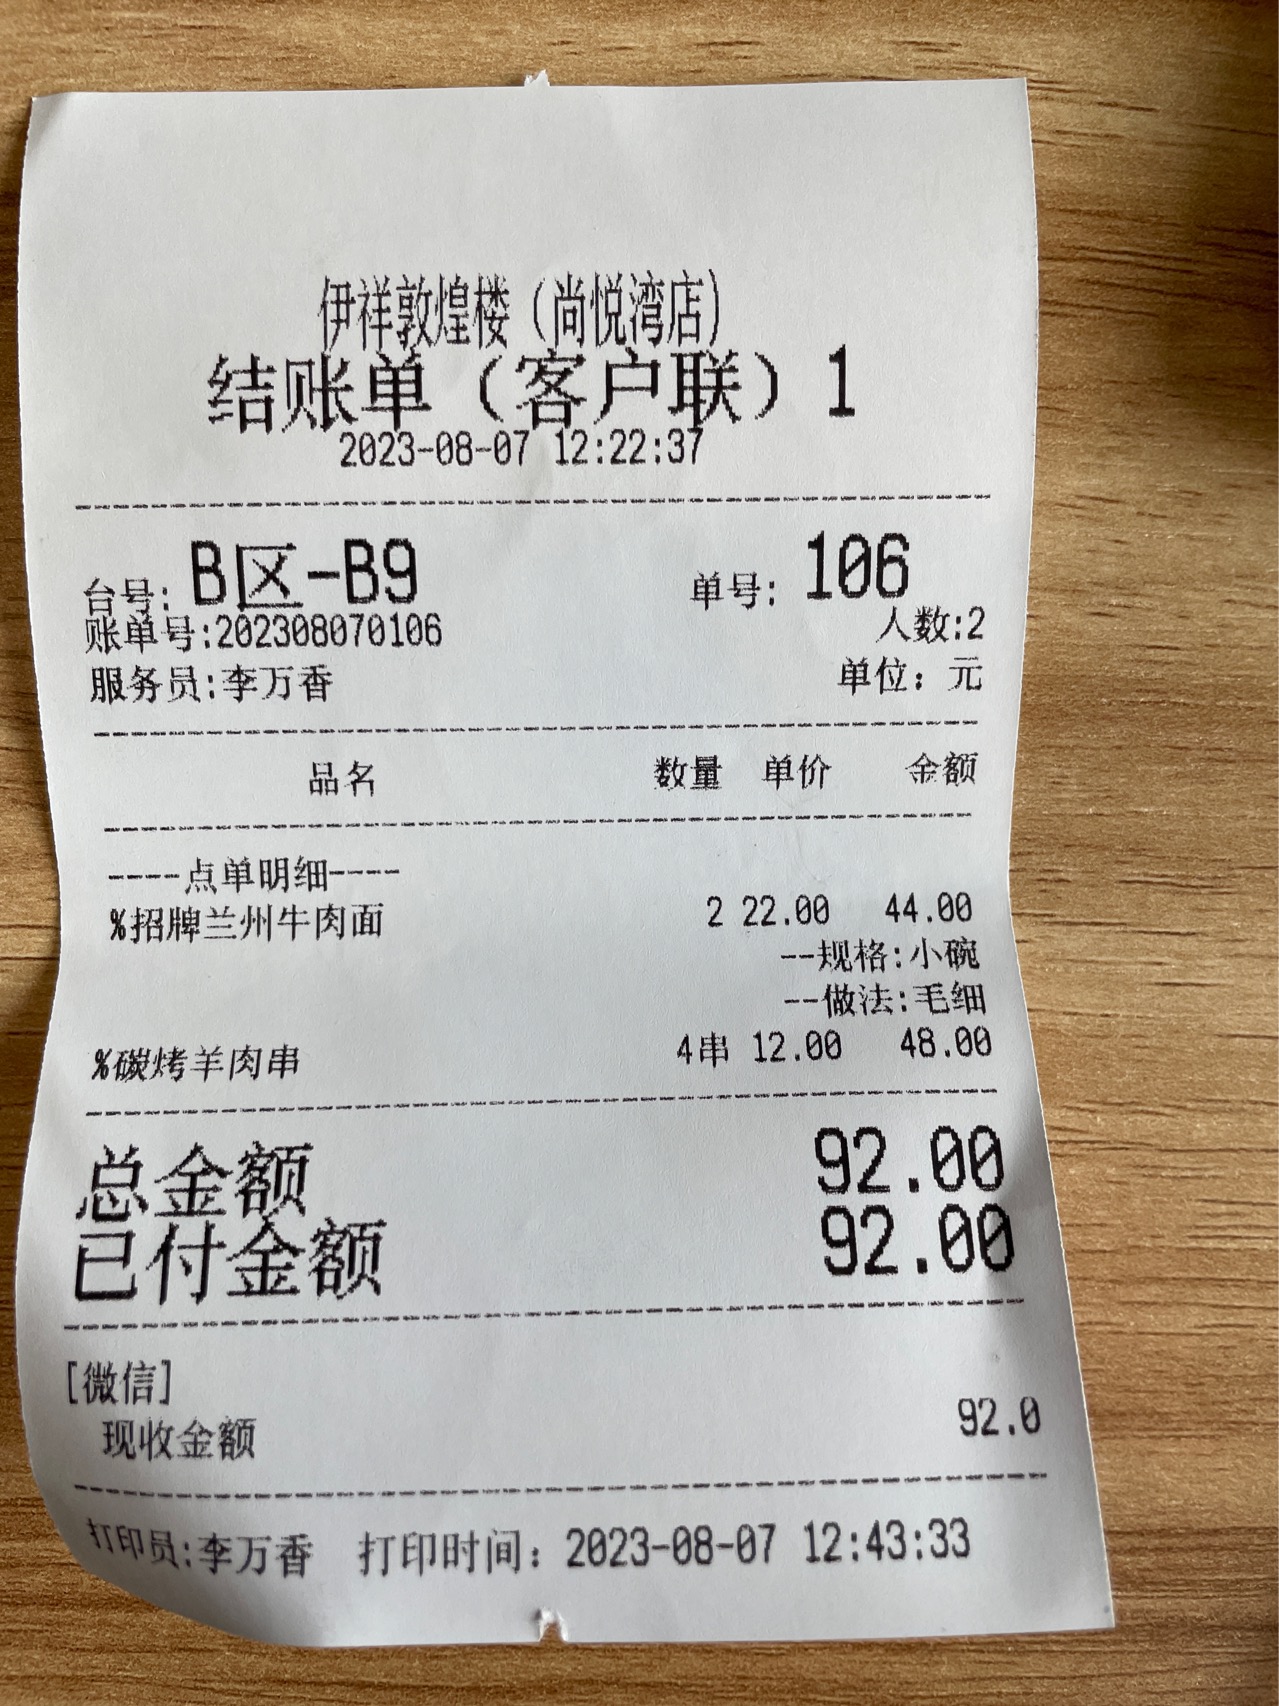 伊祥敦煌楼（尚悦湾店）
结账单（客户联）1
2023-08-07 12:22:37
台号：B区-B9 单号：106
账单号:202308070106 人数:2
服务员:李万香 单位：元
品名 数量 单价 金额
----点单明细----
%招牌兰州牛肉面 2 22.00 44.00
--规格:小碗
--做法:毛细
%碳烤羊肉串 4串 12.00 48.00
总金额 92.00
已付金额 92.00
[微信]
现收金额 92.0
打印员:李万香 打印时间：2023-08-07 12:43:33